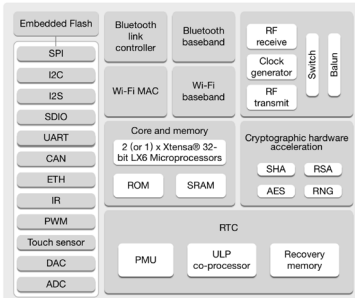 Embedded Flash
SPI
I2C
I2S
SDIO
UART
CAN
ETH
IR
PWM
Touch sensor
DAC
ADC
Bluetooth
link
controller
Bluetooth
baseband
Wi-Fi MAC
Wi-Fi
baseband
RF
receive
Clock
generator
RF
transmit
Switch
Balun
Core and memory
2 (or 1) x Xtensa® 32-
bit LX6 Microprocessors
ROM
SRAM
Cryptographic hardware
acceleration
SHA
RSA
AES
RNG
RTC
PMU
ULP
co-processor
Recovery
memory